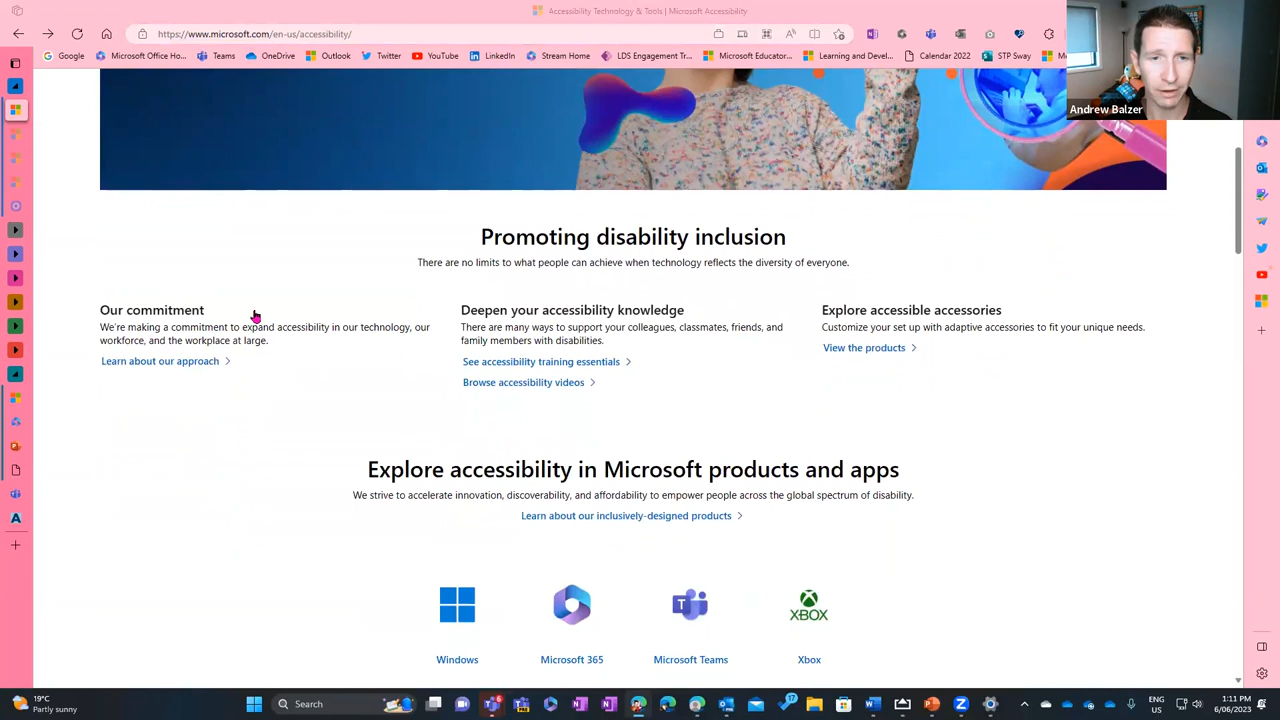 Accessibility Technology & Tools | Microsoft Accessibility
https://www.microsoft.com/en-us/accessibility/
Google
Microsoft Office Ho...
Teams
OneDrive
Outlook
Twitter
YouTube
LinkedIn
Stream Home
LDS Engagement Tr...
Microsoft Educator...
Learning and Devel...
Calendar 2022
STP Sway
Andrew Balzer
Promoting disability inclusion
There are no limits to what people can achieve when technology reflects the diversity of everyone.
Our commitment
We're making a commitment to expand accessibility in our technology, our
workforce, and the workplace at large.
Learn about our approach
Deepen your accessibility knowledge
There are many ways to support your colleagues, classmates, friends, and
family members with disabilities.
See accessibility training essentials
Browse accessibility videos
Explore accessible accessories
Customize your set up with adaptive accessories to fit your unique needs.
View the products
Explore accessibility in Microsoft products and apps
We strive to accelerate innovation, discoverability, and affordability to empower people across the global spectrum of disability.
Learn about our inclusively-designed products
XBOX
Windows
Microsoft 365
Microsoft Teams
Xbox
19°C
Partly sunny
Search
6
17
ENG
US
1:11 PM
6/06/2023